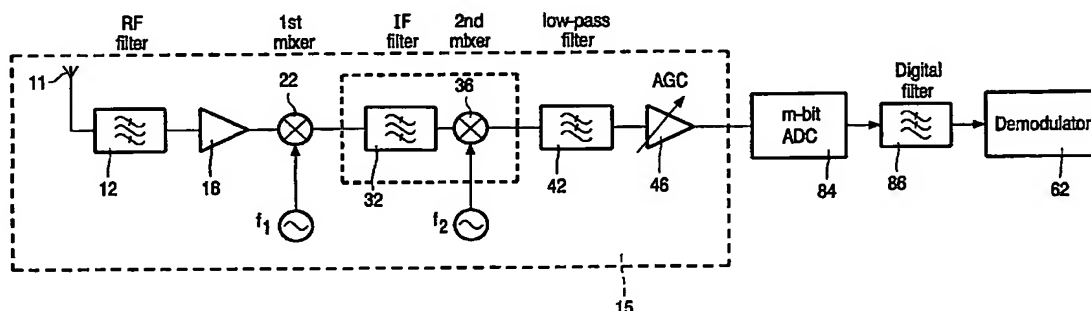 RF filter
1st mixer
IF filter
2nd mixer
low-pass filter
11
22
36
AGC
Digital filter
m-bit ADC
Demodulator
12
18
32
42
46
84
86
62
f1
f2
15